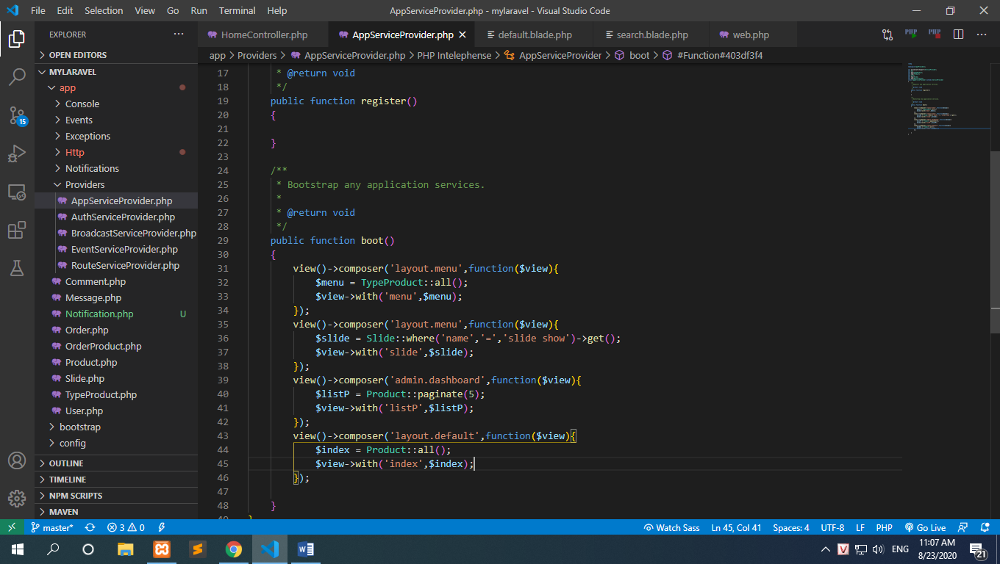 File Edit Selection View Go Run Terminal Help
AppServiceProvider.php - mylaravel - Visual Studio Code
EXPLORER
OPEN EDITORS
MYLARAVEL
app
Console
Events
Exceptions
Http
Notifications
Providers
AppServiceProvider.php
AuthServiceProvider.php
BroadcastServiceProvider.php
EventServiceProvider.php
RouteServiceProvider.php
Comment.php
Message.php
Notification.php U
Order.php
OrderProduct.php
Product.php
Slide.php
TypeProduct.php
User.php
bootstrap
config
OUTLINE
TIMELINE
NPM SCRIPTS
MAVEN
15
HomeController.php AppServiceProvider.php default.blade.php search.blade.php web.php
PHP PHP
app > Providers > AppServiceProvider.php > PHP Intelephense > AppServiceProvider > boot > #Function#403df3f4
17 * @return void
18 */
19 public function register()
20 {
21
22 }
23
24 /**
25 * Bootstrap any application services.
26 *
27 * @return void
28 */
29 public function boot()
30 {
31 view()->composer('layout.menu',function($view){
32 $menu = TypeProduct::all();
33 $view->with('menu',$menu);
34 });
35 view()->composer('layout.menu',function($view){
36 $slide = Slide::where('name','=','slide show')->get();
37 $view->with('slide',$slide);
38 });
39 view()->composer('admin.dashboard',function($view){
40 $listP = Product::paginate(5);
41 $view->with('listP',$listP);
42 });
43 view()->composer('layout.default',function($view){
44 $index = Product::all();
45 $view->with('index',$index);
46 });
47
48 }
49 }
master* 3 0 Watch Sass Ln 45, Col 41 Spaces: 4 UTF-8 LF PHP Go Live
ENG 11:07 AM
8/23/2020 21